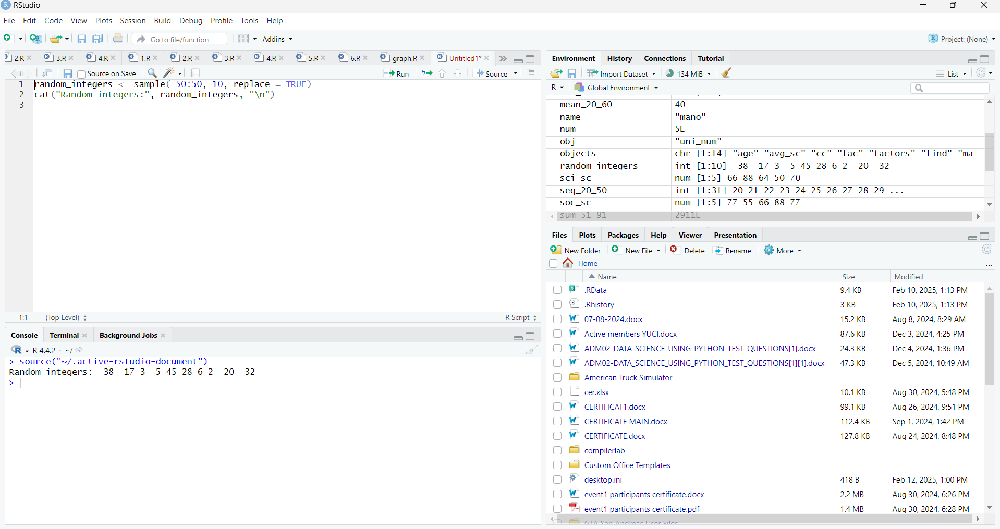 RStudio
File Edit Code View Plots Session Build Debug Profile Tools Help
Go to file/function Addins Project: (None)
2.R 3.R 4.R 1.R 2.R 3.R 4.R 5.R 6.R graph.R Untitled1*
Source on Save Run Source
1 random_integers <- sample(-50:50, 10, replace = TRUE)
2 cat("Random integers:", random_integers, "\n")
3
1:1 (Top Level) R Script
Console Terminal Background Jobs
R 4.4.2 · ~/
> source("~/.active-rstudio-document")
Random integers: -38 -17 3 -5 45 28 6 2 -20 -32
>
Environment History Connections Tutorial
Import Dataset 134 MiB List
R Global Environment
mean_20_60 40
name "mano"
num 5L
obj "uni_num"
objects chr [1:14] "age" "avg_sc" "cc" "fac" "factors" "find" "ma…
random_integers int [1:10] -38 -17 3 -5 45 28 6 2 -20 -32
sci_sc num [1:5] 66 88 64 50 70
seq_20_50 int [1:31] 20 21 22 23 24 25 26 27 28 29 ...
soc_sc num [1:5] 77 55 66 88 77
sum_51_91 2911L
Files Plots Packages Help Viewer Presentation
New Folder New File Delete Rename More
Home ...
Name Size Modified
.RData 9.4 KB Feb 10, 2025, 1:13 PM
.Rhistory 3 KB Feb 10, 2025, 1:13 PM
07-08-2024.docx 15.2 KB Aug 8, 2024, 8:29 AM
Active members YUCI.docx 87.6 KB Dec 3, 2024, 4:25 PM
ADM02-DATA_SCIENCE_USING_PYTHON_TEST_QUESTIONS[1].docx 24.3 KB Dec 4, 2024, 1:36 PM
ADM02-DATA_SCIENCE_USING_PYTHON_TEST_QUESTIONS[1][1].docx 47.3 KB Dec 5, 2024, 10:49 AM
American Truck Simulator
cer.xlsx 10.1 KB Aug 30, 2024, 5:48 PM
CERTIFICAT1.docx 99.1 KB Aug 26, 2024, 9:51 PM
CERTIFICATE MAIN.docx 112.4 KB Sep 1, 2024, 1:42 PM
CERTIFICATE.docx 127.8 KB Aug 24, 2024, 8:48 PM
compilerlab
Custom Office Templates
desktop.ini 418 B Feb 12, 2025, 1:00 PM
event1 participants certificate.docx 2.2 MB Aug 30, 2024, 6:26 PM
event1 participants certificate.pdf 1.4 MB Aug 30, 2024, 6:28 PM
GTA San Andreas User Files